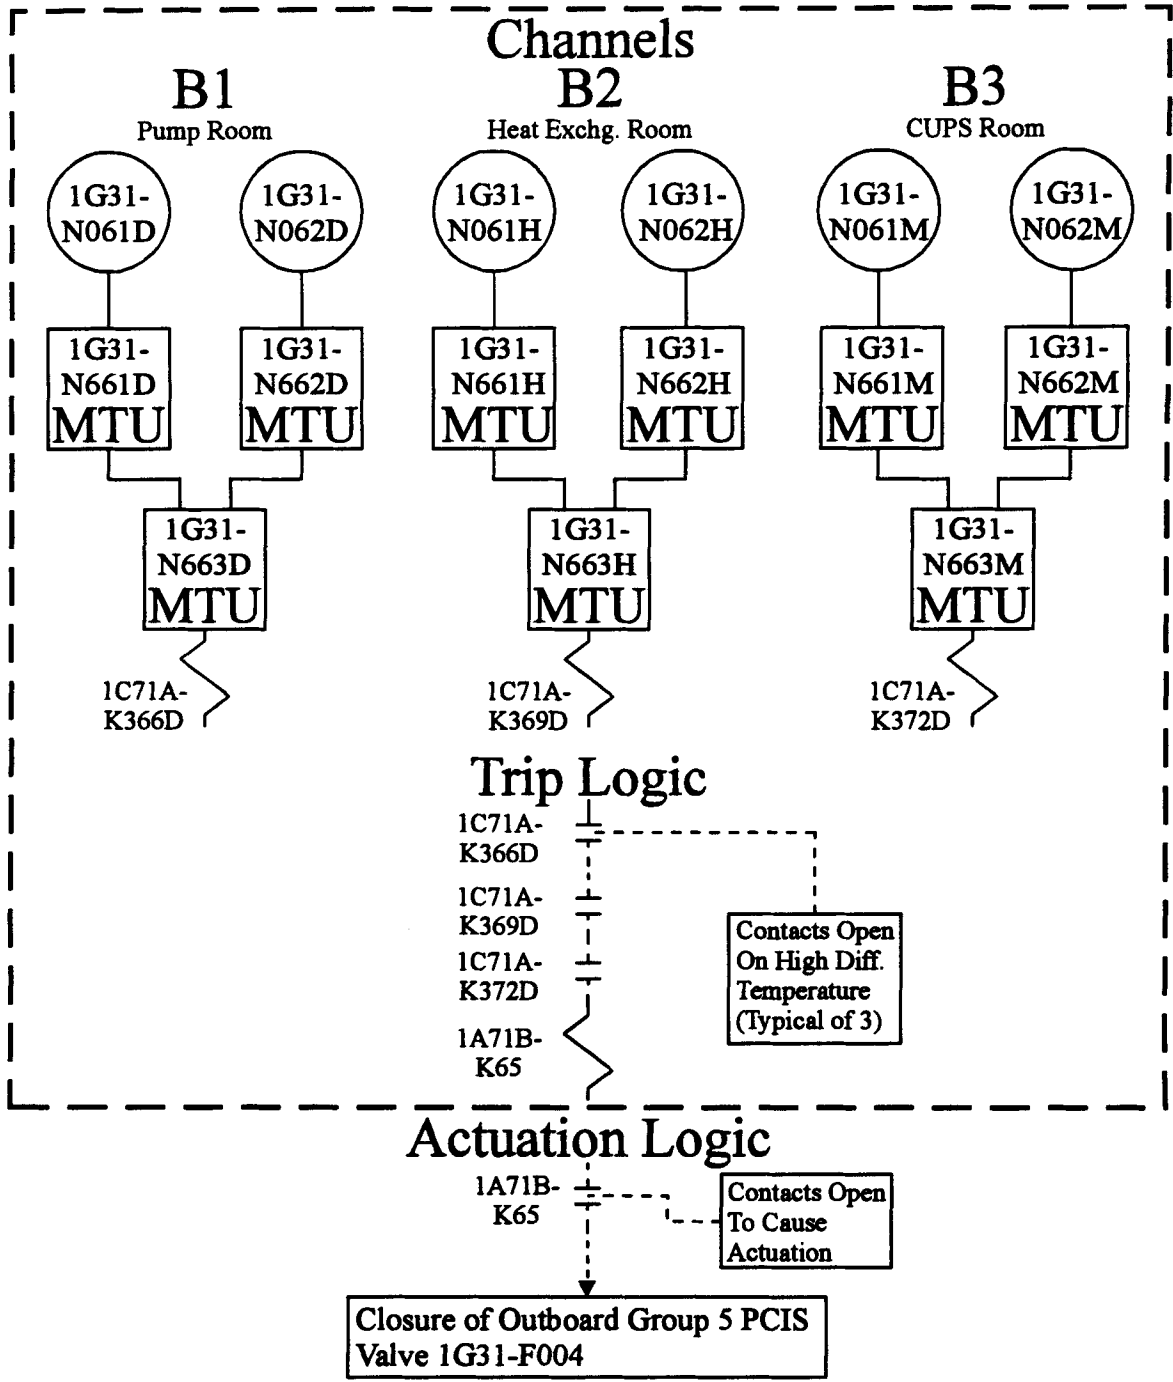 Channels
B1
Pump Room
B2
Heat Exchg. Room
B3
CUPS Room
1G31-
N061D
1G31-
N062D
1G31-
N061H
1G31-
N062H
1G31-
N061M
1G31-
N062M
1G31-
N661D
MTU
1G31-
N662D
MTU
1G31-
N661H
MTU
1G31-
N662H
MTU
1G31-
N661M
MTU
1G31-
N662M
MTU
1G31-
N663D
MTU
1G31-
N663H
MTU
1G31-
N663M
MTU
1C71A-
K366D
1C71A-
K369D
1C71A-
K372D
Trip Logic
1C71A-
K366D
1C71A-
K369D
1C71A-
K372D
1A71B-
K65
Contacts Open
On High Diff.
Temperature
(Typical of 3)
Actuation Logic
1A71B-
K65
Contacts Open
To Cause
Actuation
Closure of Outboard Group 5 PCIS
Valve 1G31-F004